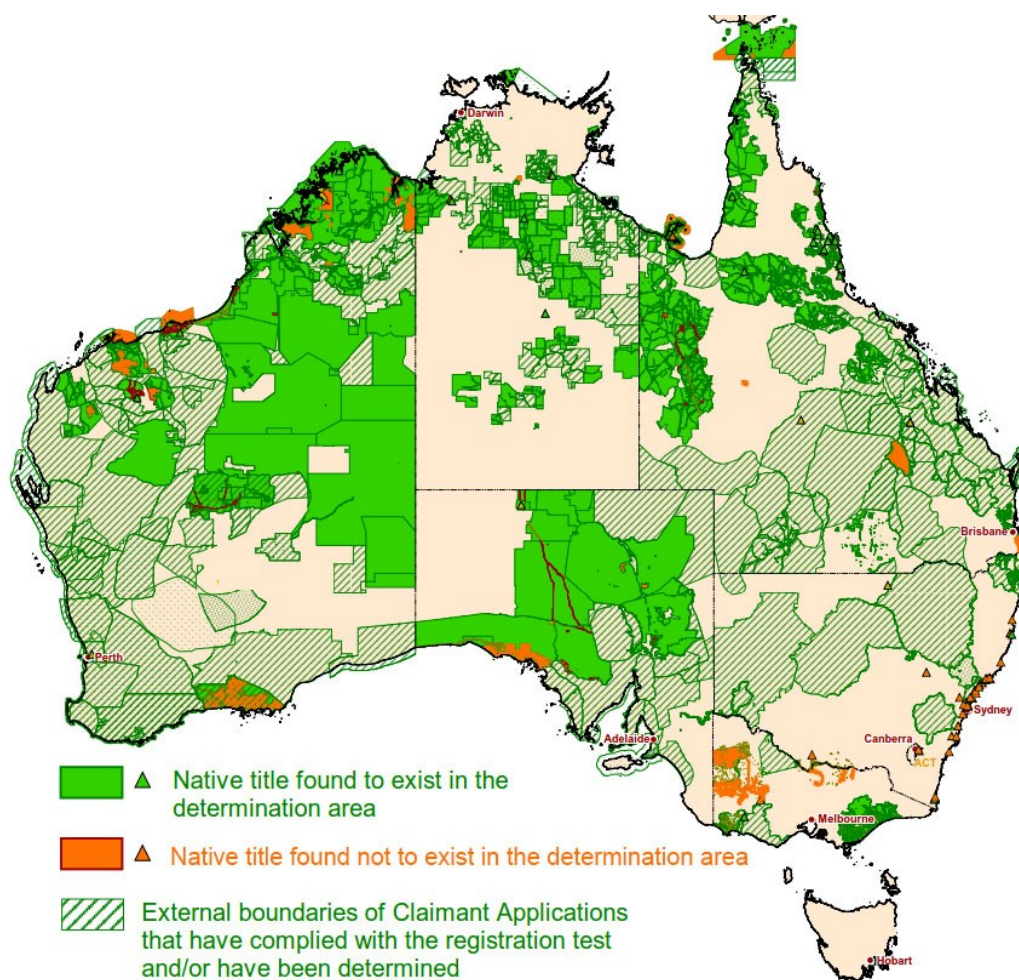 Darwin
Brisbane
Perth
Sydney
Adelaide
Canberra
ACT
Melbourne
Hobart
Native title found to exist in the
determination area
Native title found not to exist in the determination area
External boundaries of Claimant Applications
that have complied with the registration test
and/or have been determined